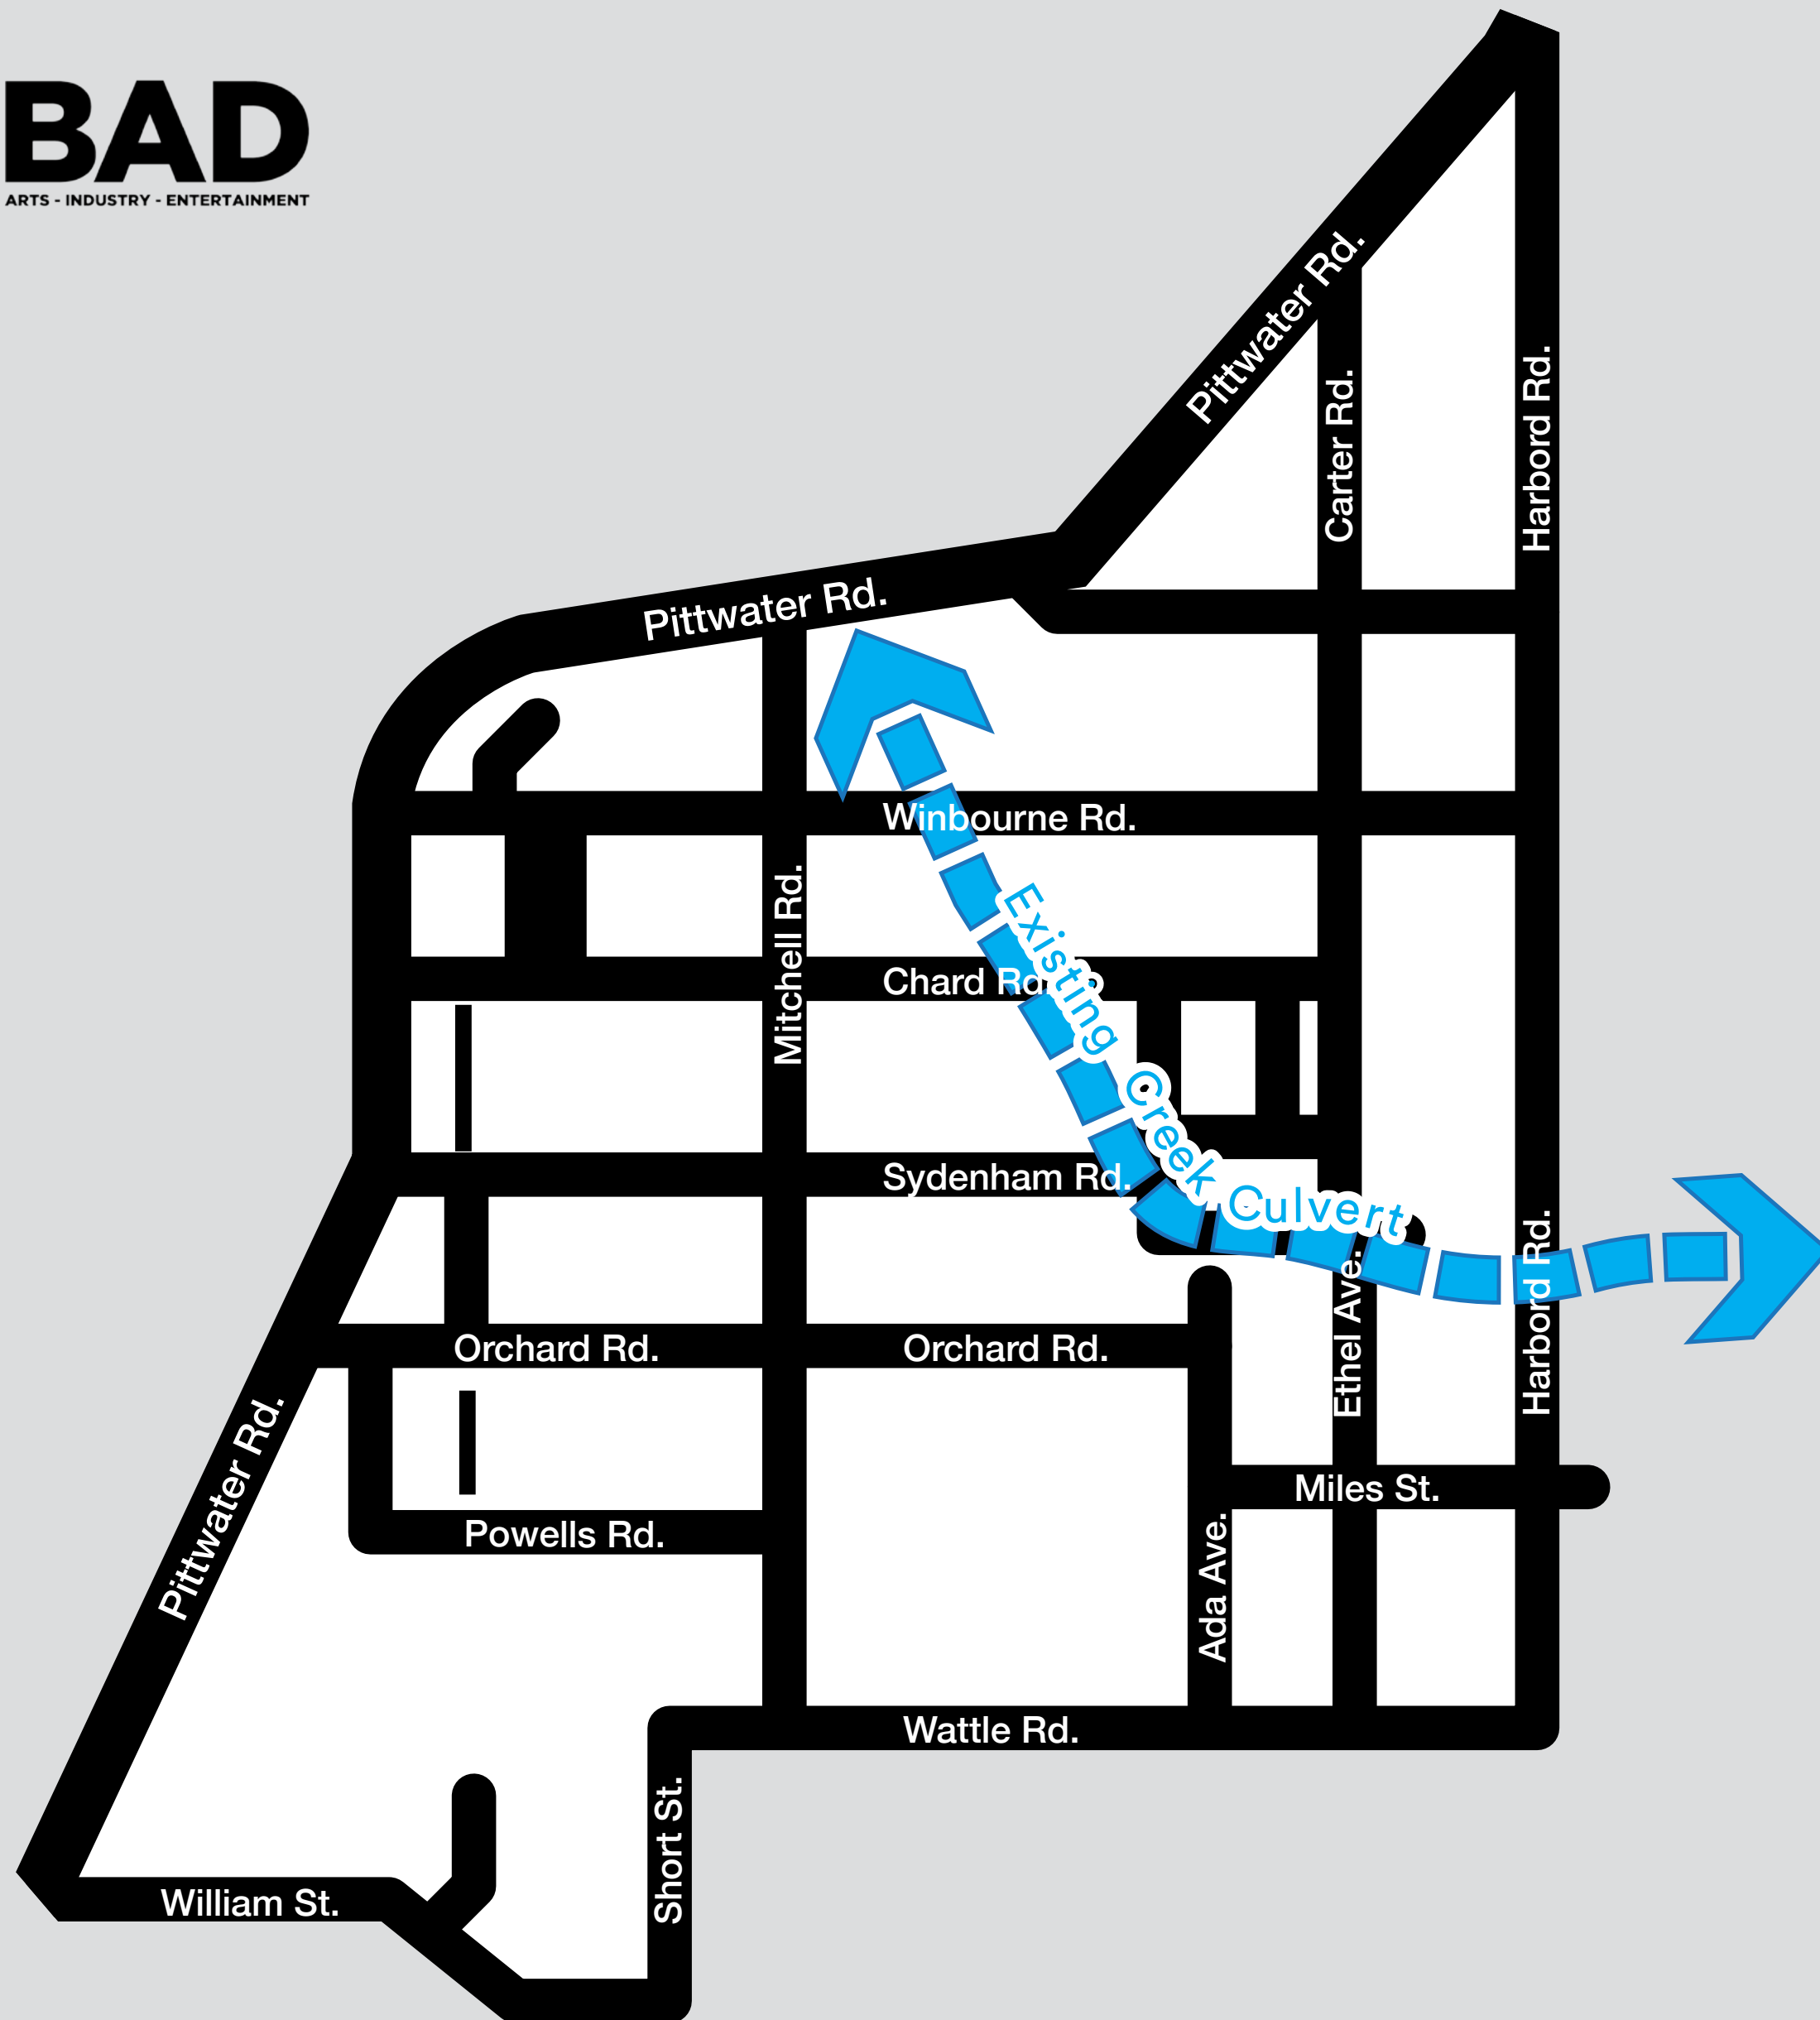 BAD
ARTS - INDUSTRY - ENTERTAINMENT
Pittwater Rd.
Carter Rd.
Harbord Rd.
Pittwater Rd.
Winbourne Rd.
Mitchell Rd.
Chard Rd.
Existing Creek Culvert
Sydenham Rd.
Ethel Ave.
Harbord Rd.
Orchard Rd.
Orchard Rd.
Pittwater Rd.
Miles St.
Powells Rd.
Ada Ave.
Wattle Rd.
Short St.
William St.